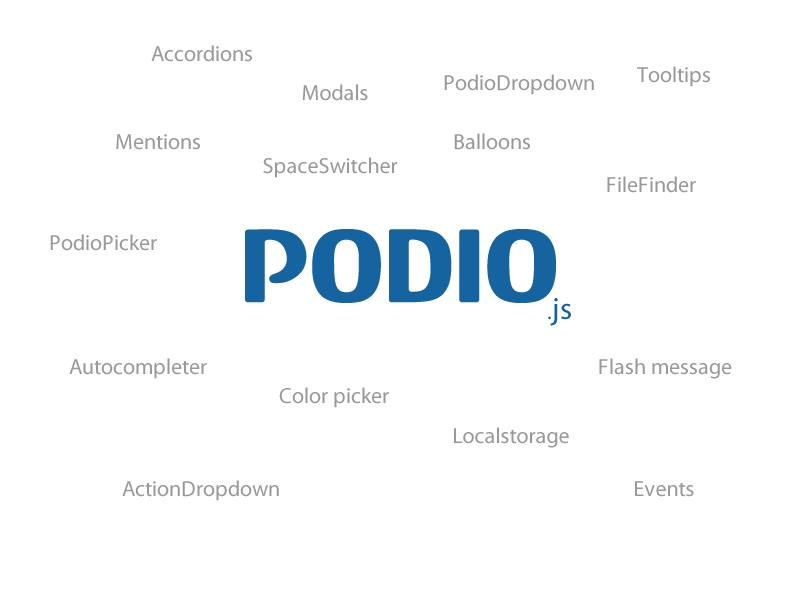 Accordions
Modals
PodioDropdown
Tooltips
Mentions
SpaceSwitcher
Balloons
FileFinder
PodioPicker
PODIO
.js
Autocompleter
Color picker
Flash message
Localstorage
ActionDropdown
Events